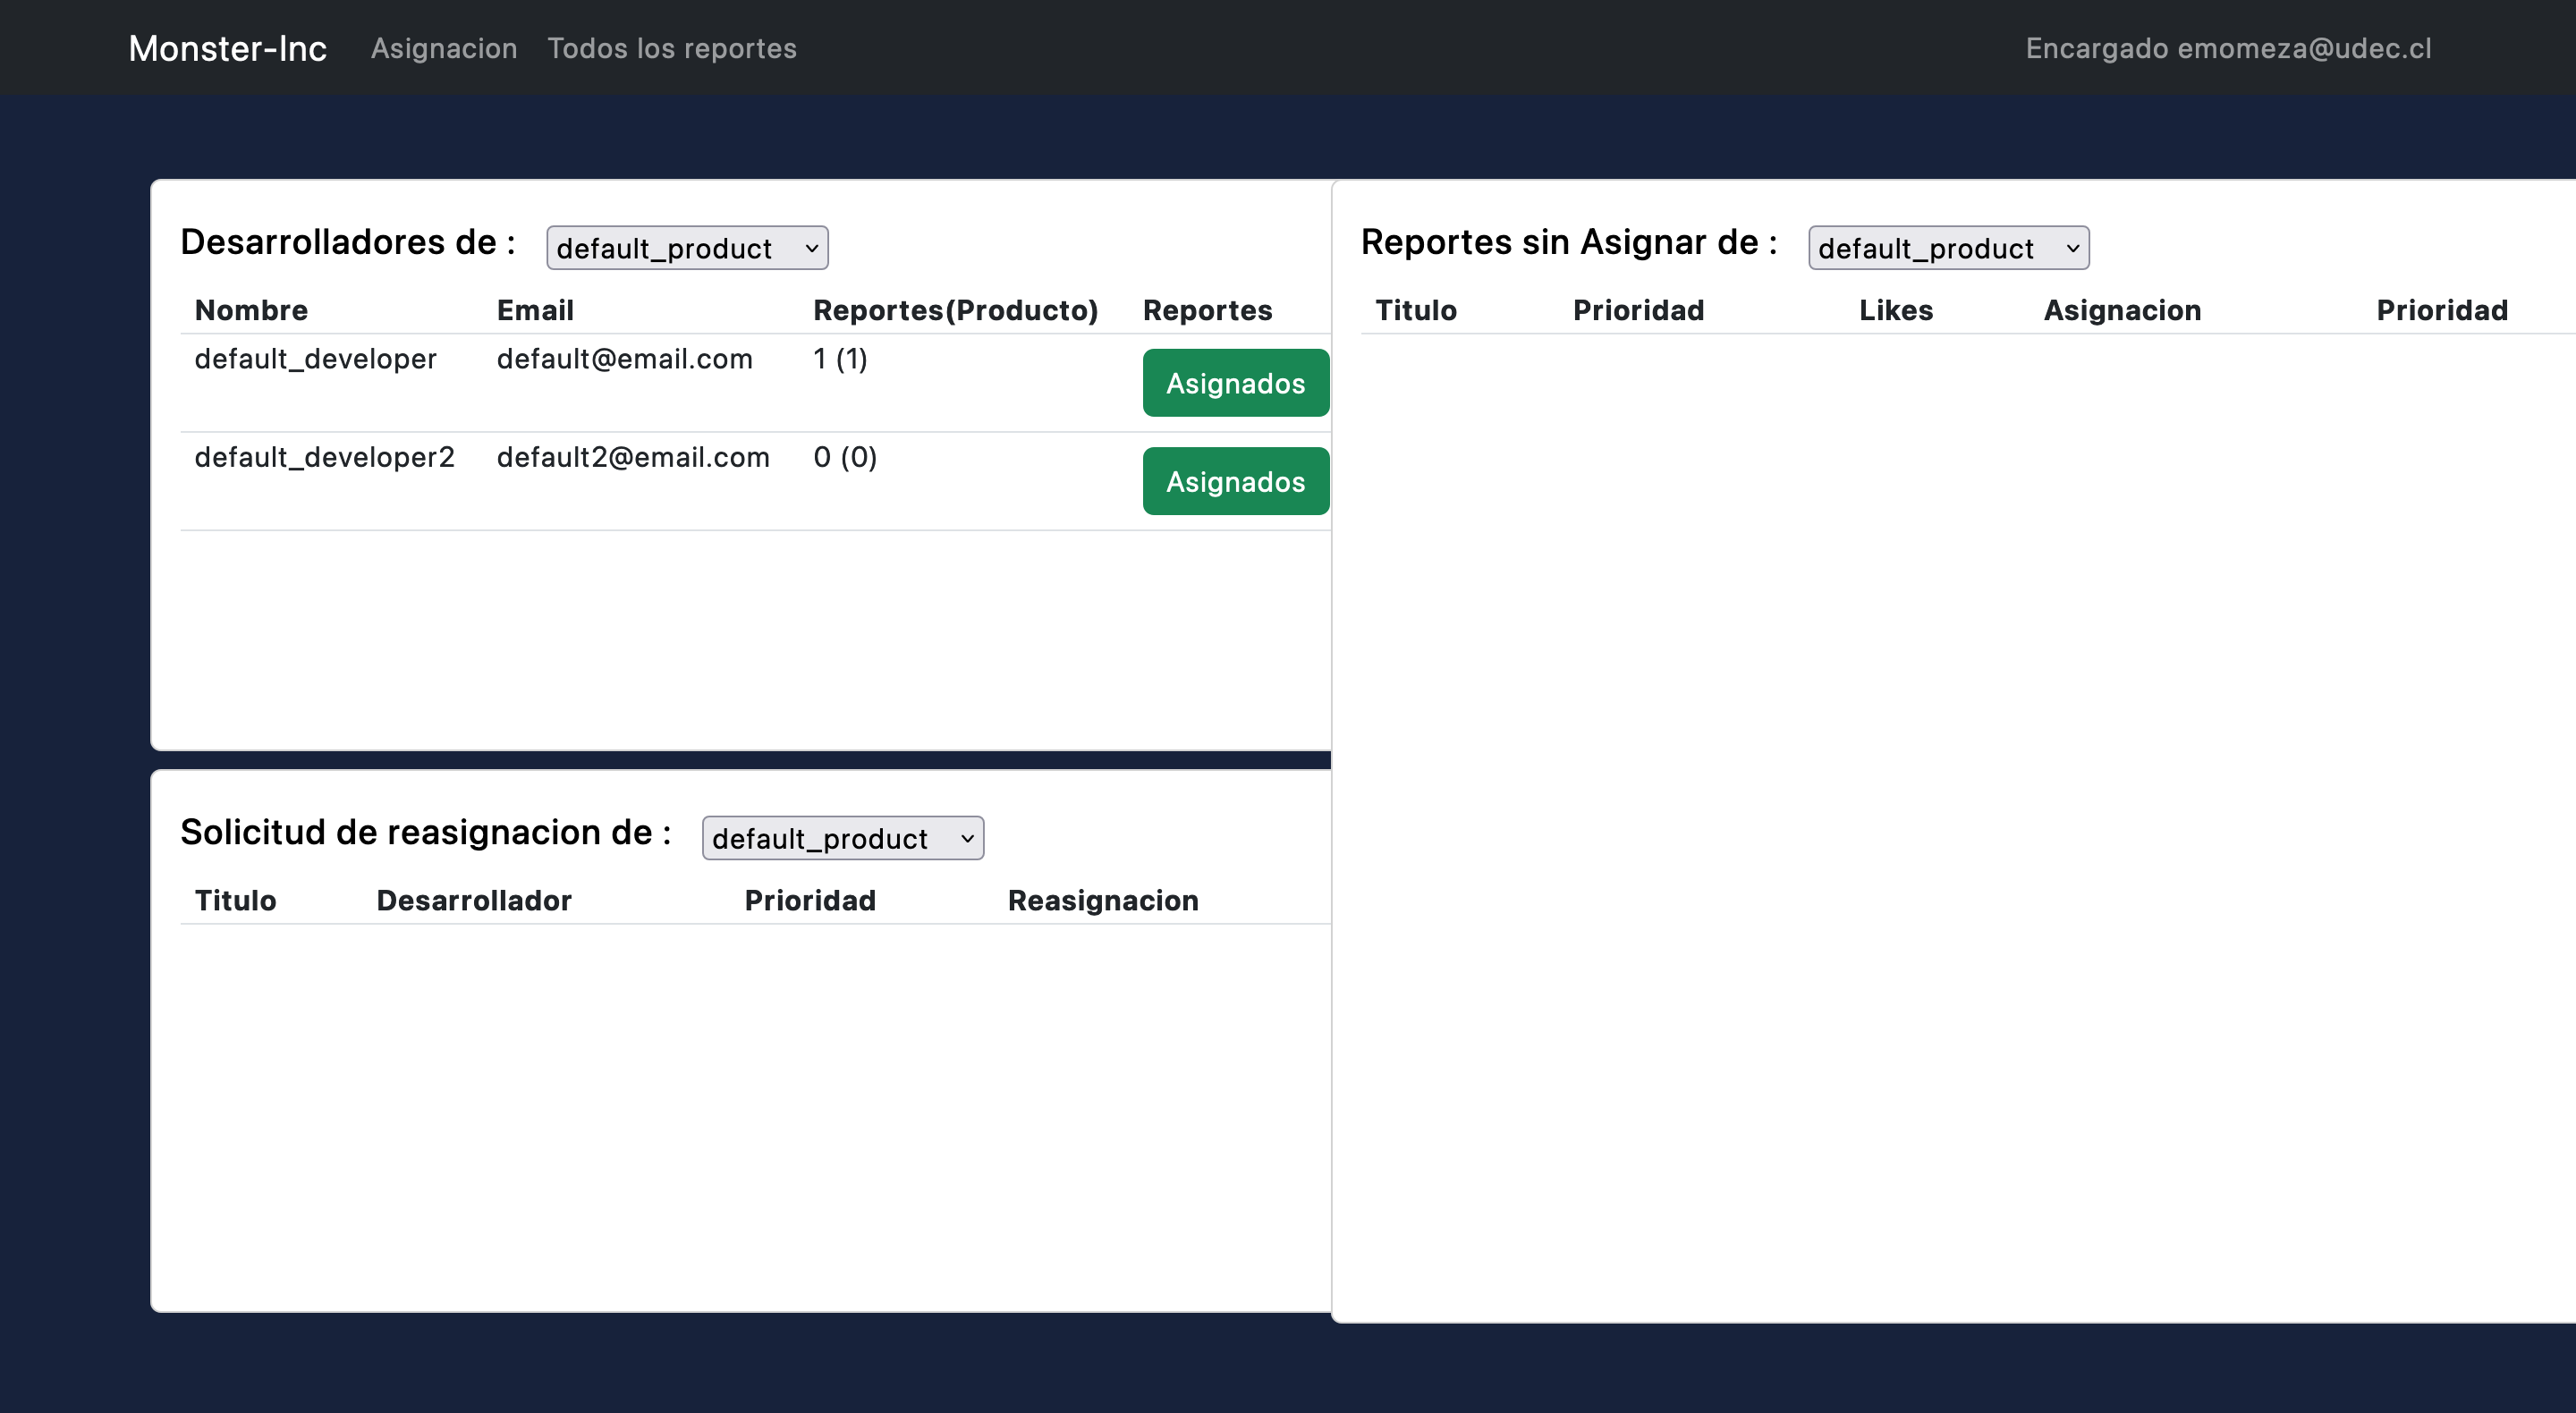 Monster-Inc Asignacion Todos los reportes Encargado emomeza@udec.cl
Desarrolladores de : default_product
Nombre Email Reportes(Producto) Reportes
default_developer default@email.com 1 (1) Asignados
default_developer2 default2@email.com 0 (0) Asignados
Solicitud de reasignacion de : default_product
Titulo Desarrollador Prioridad Reasignacion
Reportes sin Asignar de : default_product
Titulo Prioridad Likes Asignacion Prioridad